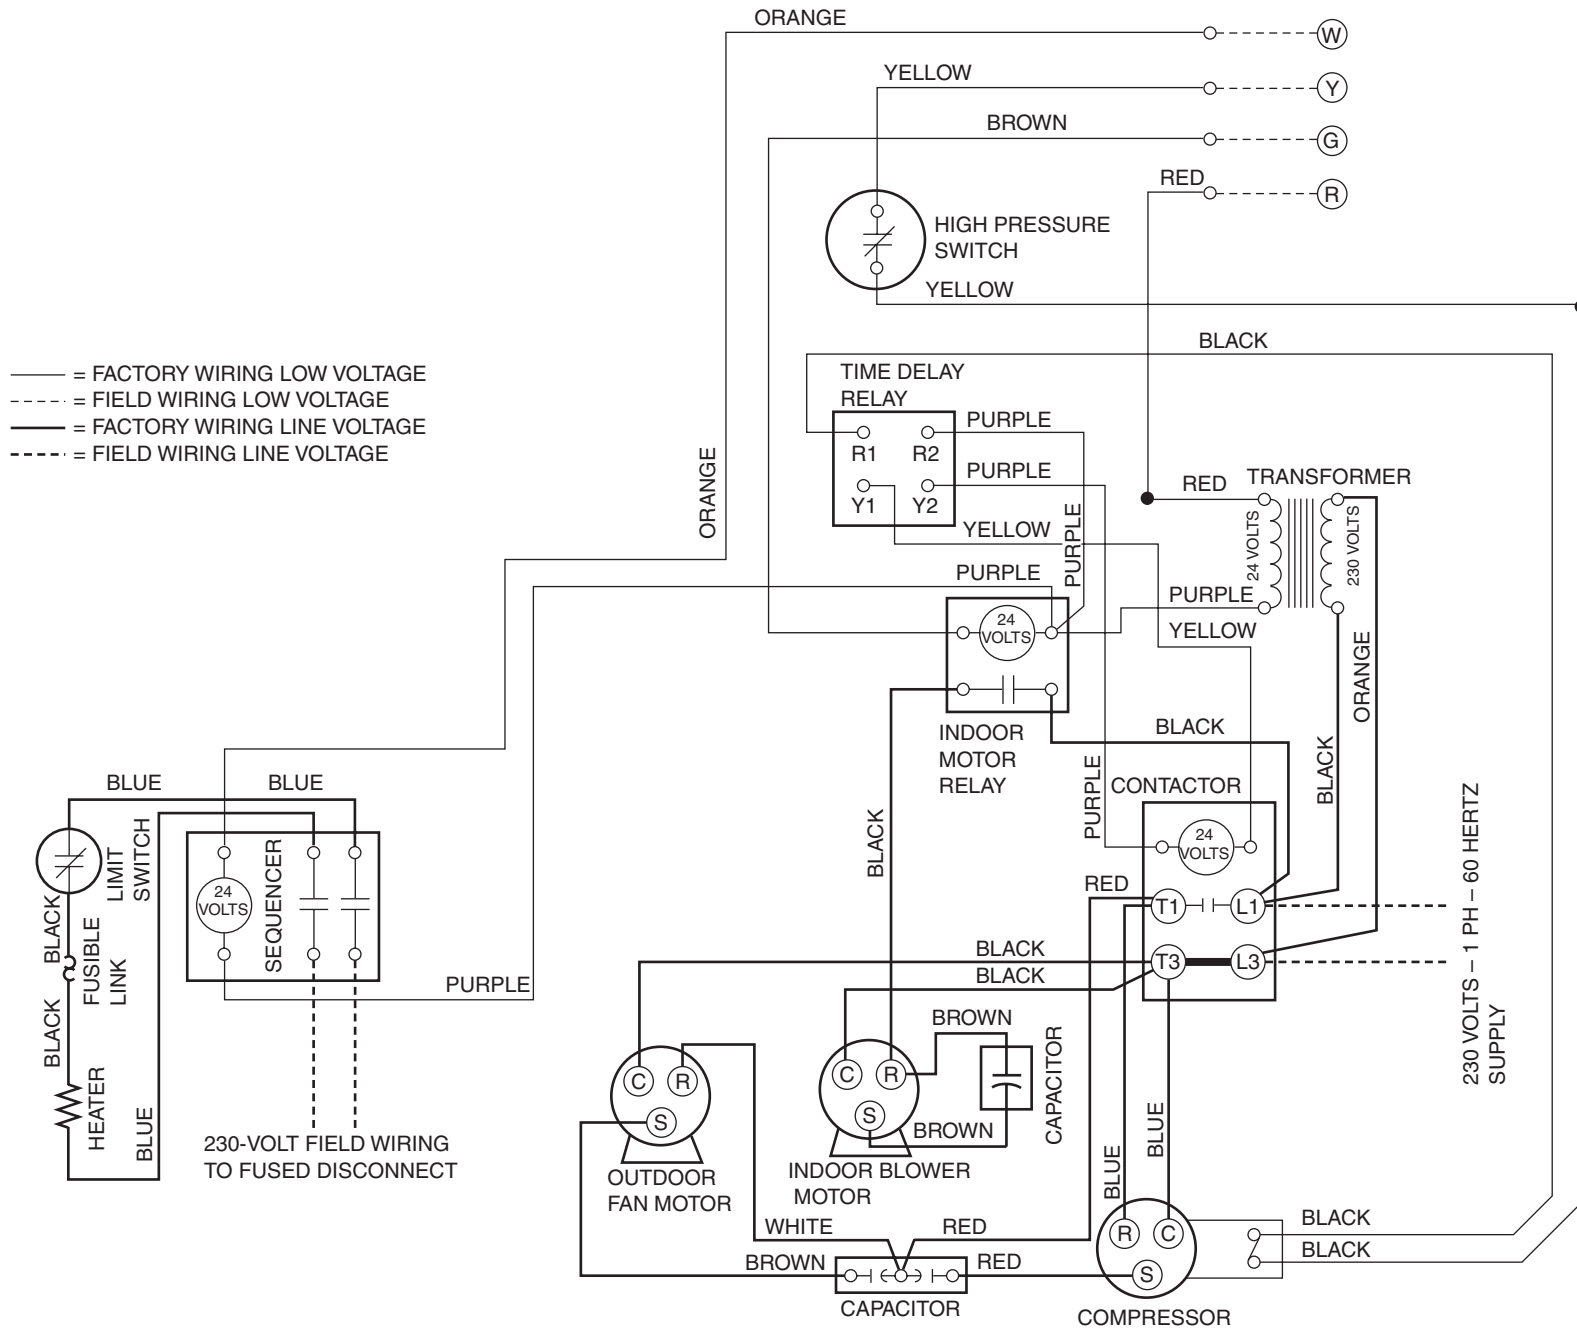 ORANGE
W
YELLOW
Y
BROWN
G
RED
R
HIGH PRESSURE
SWITCH
YELLOW
BLACK
= FACTORY WIRING LOW VOLTAGE
= FIELD WIRING LOW VOLTAGE
= FACTORY WIRING LINE VOLTAGE
= FIELD WIRING LINE VOLTAGE
TIME DELAY
RELAY
R1
R2
Y1
Y2
PURPLE
PURPLE
YELLOW
PURPLE
ORANGE
RED
TRANSFORMER
24 VOLTS
230 VOLTS
PURPLE
PURPLE
YELLOW
ORANGE
24
VOLTS
INDOOR
MOTOR
RELAY
BLACK
BLACK
BLACK
PURPLE
CONTACTOR
24
VOLTS
RED
T1
L1
T3
L3
230 VOLTS – 1 PH – 60 HERTZ
SUPPLY
BLUE
BLUE
LIMIT
SWITCH
24
VOLTS
SEQUENCER
BLACK
FUSIBLE
LINK
BLACK
HEATER
BLUE
PURPLE
230-VOLT FIELD WIRING
TO FUSED DISCONNECT
BLACK
BLACK
BROWN
C
R
S
OUTDOOR
FAN MOTOR
C
R
S
BROWN
CAPACITOR
INDOOR BLOWER
MOTOR
BLUE
BLUE
WHITE
RED
BROWN
RED
CAPACITOR
R
C
S
COMPRESSOR
BLACK
BLACK